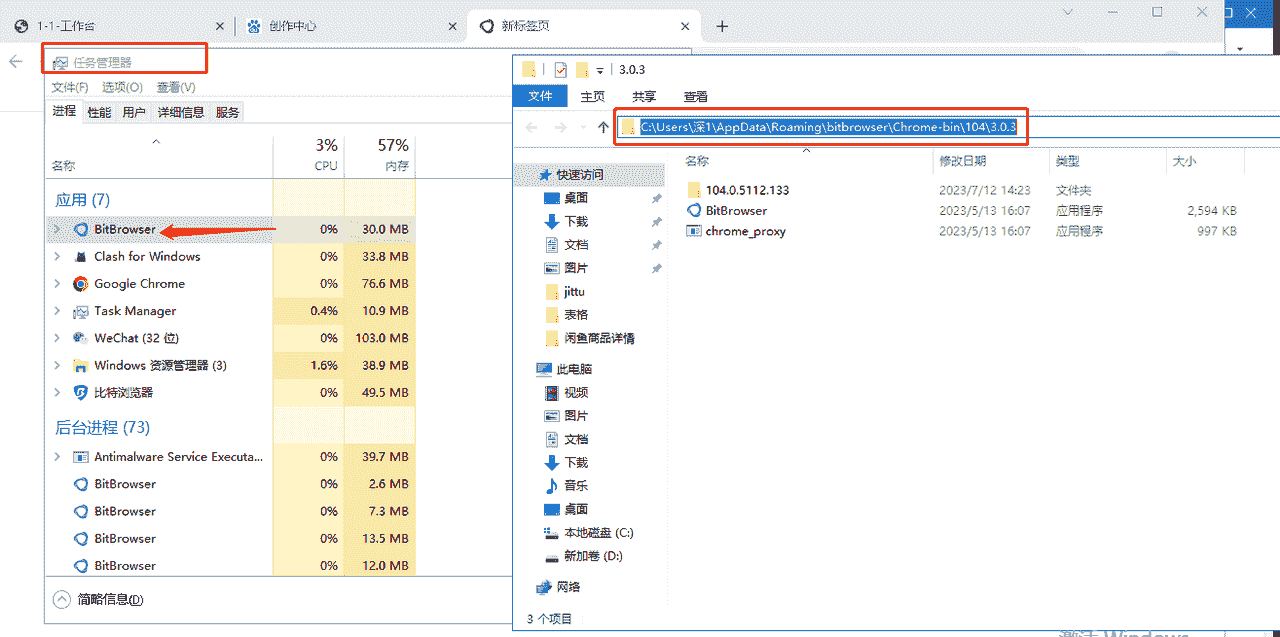 1-1-工作台
创作中心
新标签页
任务管理器
文件(F) 选项(O) 查看(V)
进程 性能 用户 详细信息 服务
3% 57%
名称 CPU 内存
应用 (7)
BitBrowser 0% 30.0 MB
Clash for Windows 0% 33.8 MB
Google Chrome 0% 76.6 MB
Task Manager 0.4% 10.9 MB
WeChat (32 位) 0% 103.0 MB
Windows 资源管理器 (3) 1.6% 38.9 MB
比特浏览器 0% 49.5 MB
后台进程 (73)
Antimalware Service Executa... 0% 39.7 MB
BitBrowser 0% 2.6 MB
BitBrowser 0% 7.3 MB
BitBrowser 0% 13.5 MB
BitBrowser 0% 12.0 MB
简略信息(D)
3.0.3
文件 主页 共享 查看
C:\Users\深1\AppData\Roaming\bitbrowser\Chrome-bin\104\3.0.3
名称 修改日期 类型 大小
104.0.5112.133 2023/7/12 14:23 文件夹
BitBrowser 2023/5/13 16:07 应用程序 2,594 KB
chrome_proxy 2023/5/13 16:07 应用程序 997 KB
快速访问
桌面
下载
文档
图片
jittu
表格
闲鱼商品详情
此电脑
视频
图片
文档
下载
音乐
桌面
本地磁盘 (C:)
新加卷 (D:)
网络
3 个项目
激活 Windows